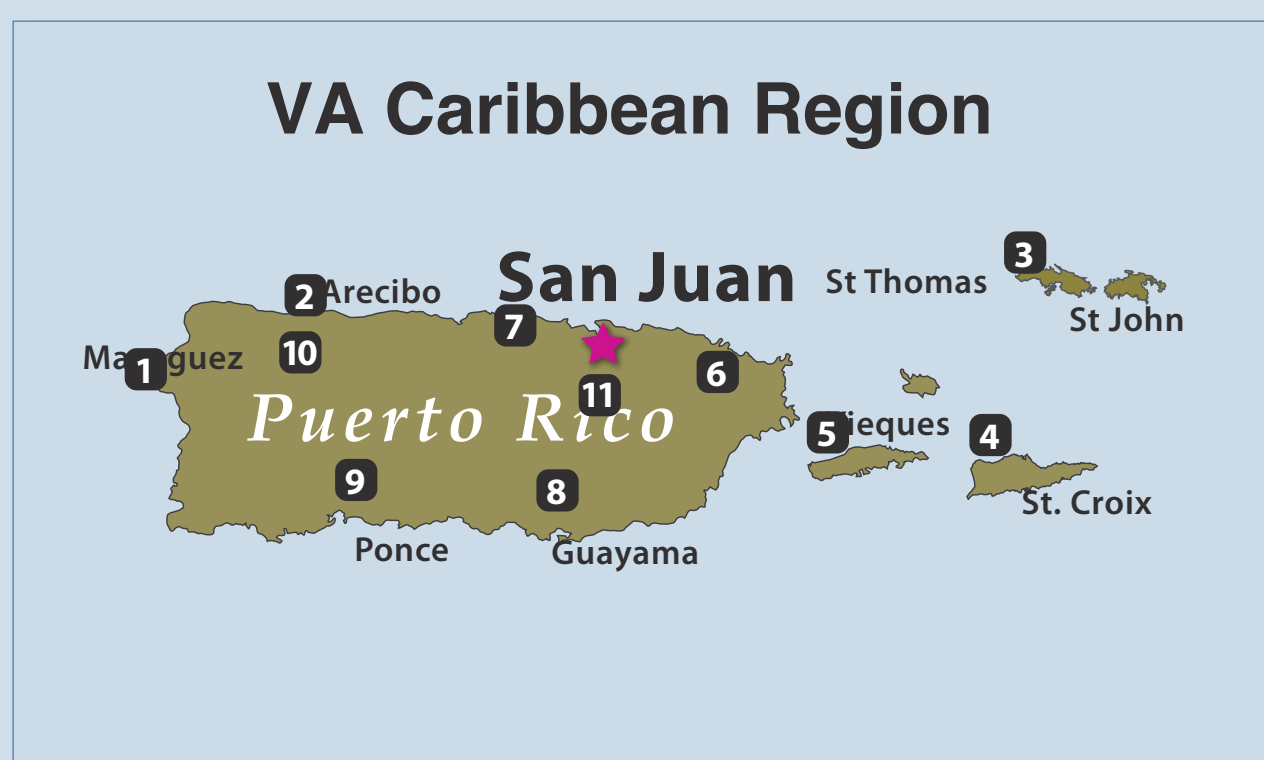 VA Caribbean Region
San Juan
St Thomas
3
2
Arecibo
7
St John
10
1
6
Puerto Rico
11
5
4
9
8
St. Croix
Ponce
Guayama